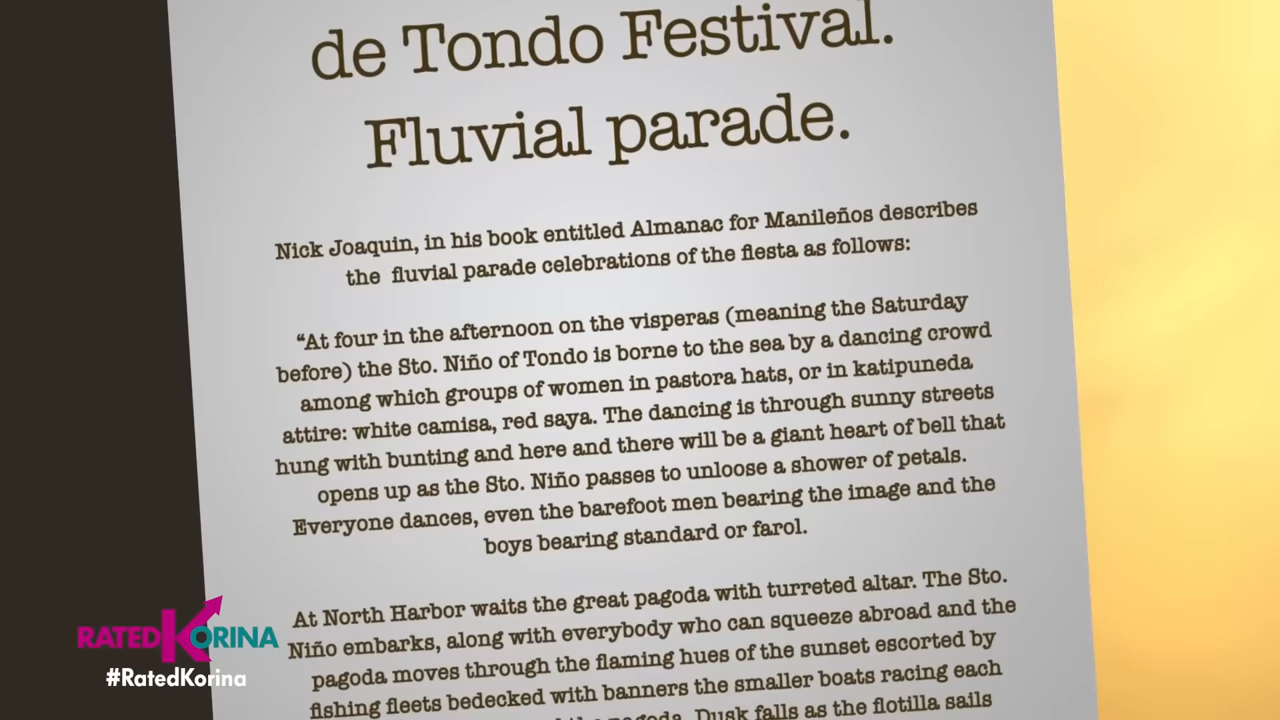 de Tondo Festival.
Fluvial parade.
Nick Joaquin, in his book entitled Almanac for Manileños describes
the fluvial parade celebrations of the fiesta as follows:
“At four in the afternoon on the visperas (meaning the Saturday
before) the Sto. Niño of Tondo is borne to the sea by a dancing crowd
among which groups of women in pastora hats, or in katipuneda
attire: white camisa, red saya. The dancing is through sunny streets
hung with bunting and here and there will be a giant heart of bell that
opens up as the Sto. Niño passes to unloose a shower of petals.
Everyone dances, even the barefoot men bearing the image and the
boys bearing standard or farol.
At North Harbor waits the great pagoda with turreted altar. The Sto.
Niño embarks, along with everybody who can squeeze abroad and the
pagoda moves through the flaming hues of the sunset escorted by
fishing fleets bedecked with banners the smaller boats racing each
the pagoda. Dusk falls as the flotilla sails
RATED KORINA
#RatedKorina